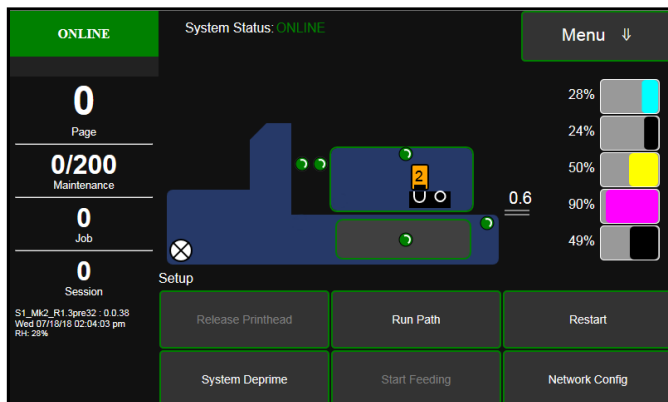 ONLINE
System Status: ONLINE
Menu ⇓
0
Page
0/200
Maintenance
0
Job
0
Session
S1_Mk2_R1.3pre32 : 0.0.38
Wed 07/18/18 02:04:03 pm
RH: 28%
2
0.6
28%
24%
50%
90%
49%
Setup
Release Printhead
Run Path
Restart
System Deprime
Start Feeding
Network Config